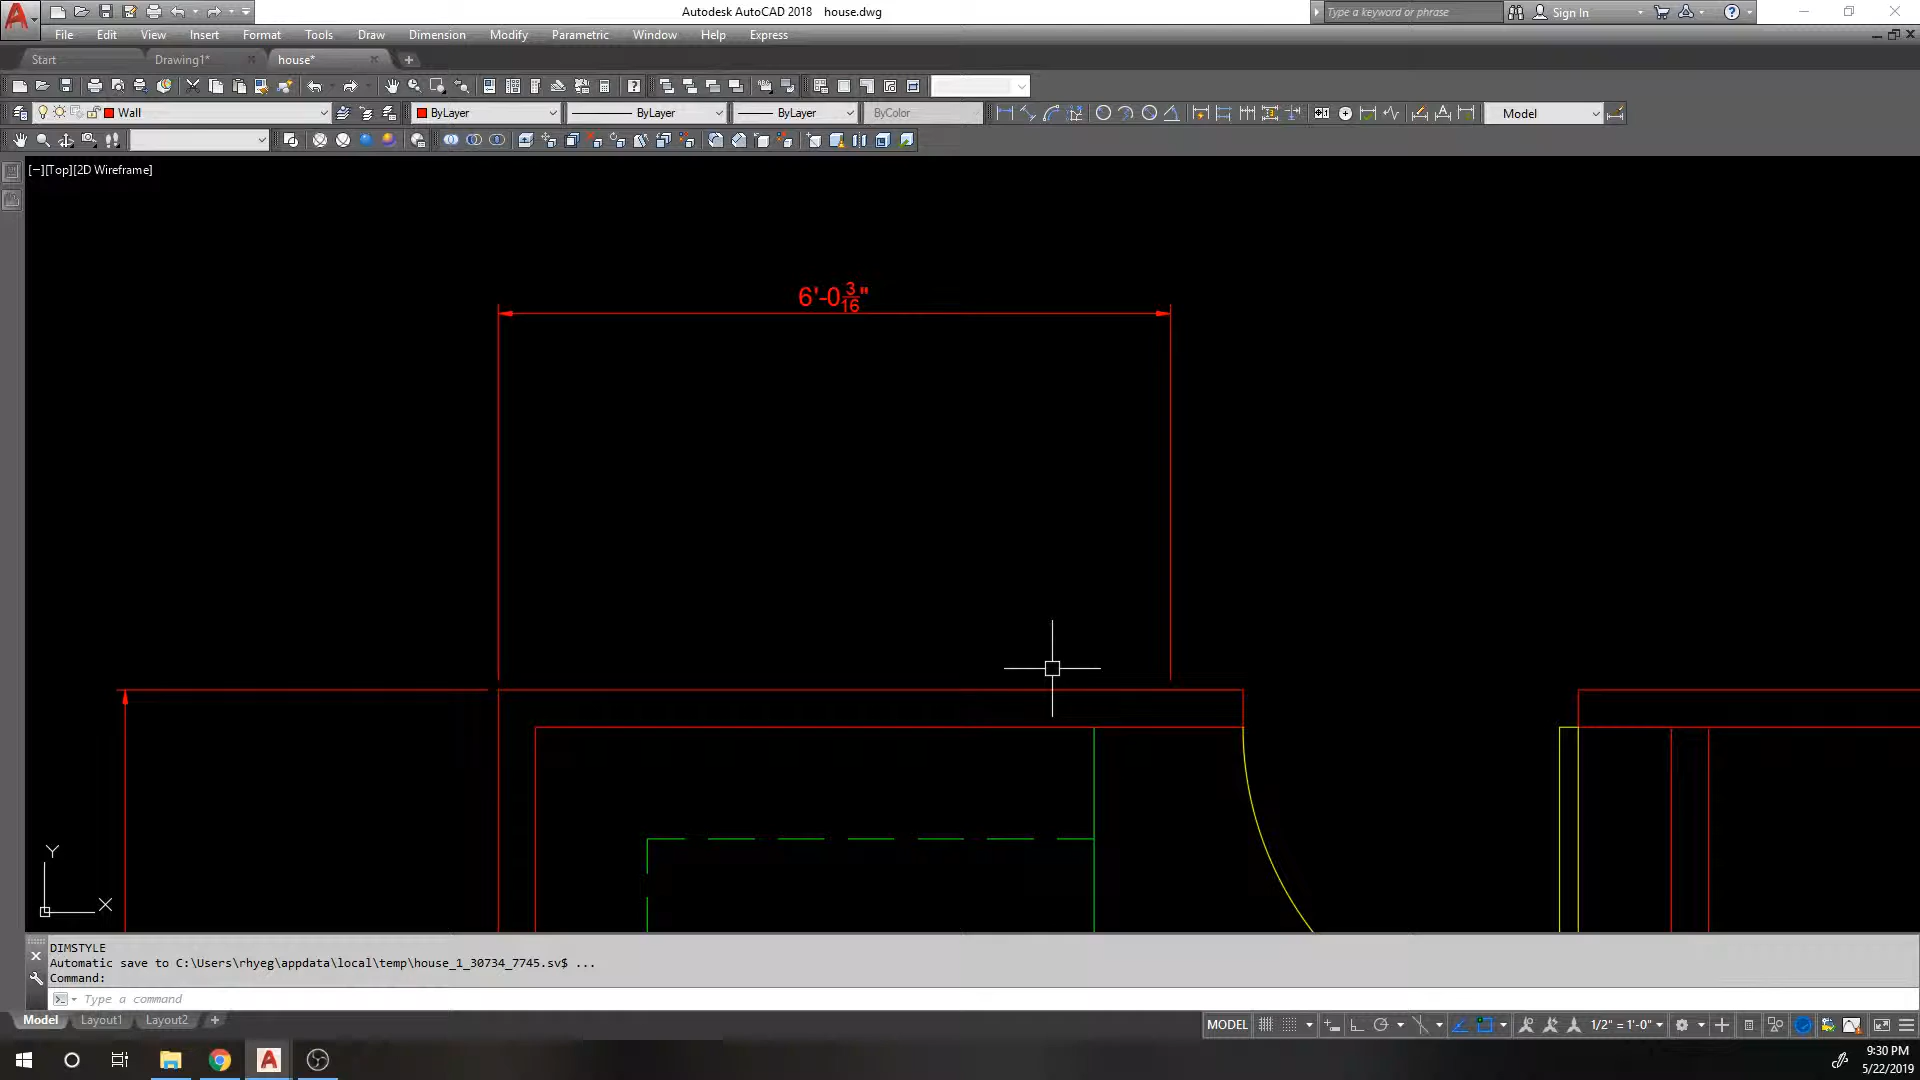 Autodesk AutoCAD 2018 house.dwg
Type a keyword or phrase
Sign In
File Edit View Insert Format Tools Draw Dimension Modify Parametric Window Help Express
Start Drawing1* house*
Wall ByLayer ByLayer ByLayer ByColor Model
[−][Top][2D Wireframe]
6'-0 3/16"
Y
X
DIMSTYLE
Automatic save to C:\Users\rhyeg\appdata\local\temp\house_1_30734_7745.sv$ ...
Command:
Type a command
Model Layout1 Layout2
MODEL 1/2" = 1'-0"
9:30 PM
5/22/2019